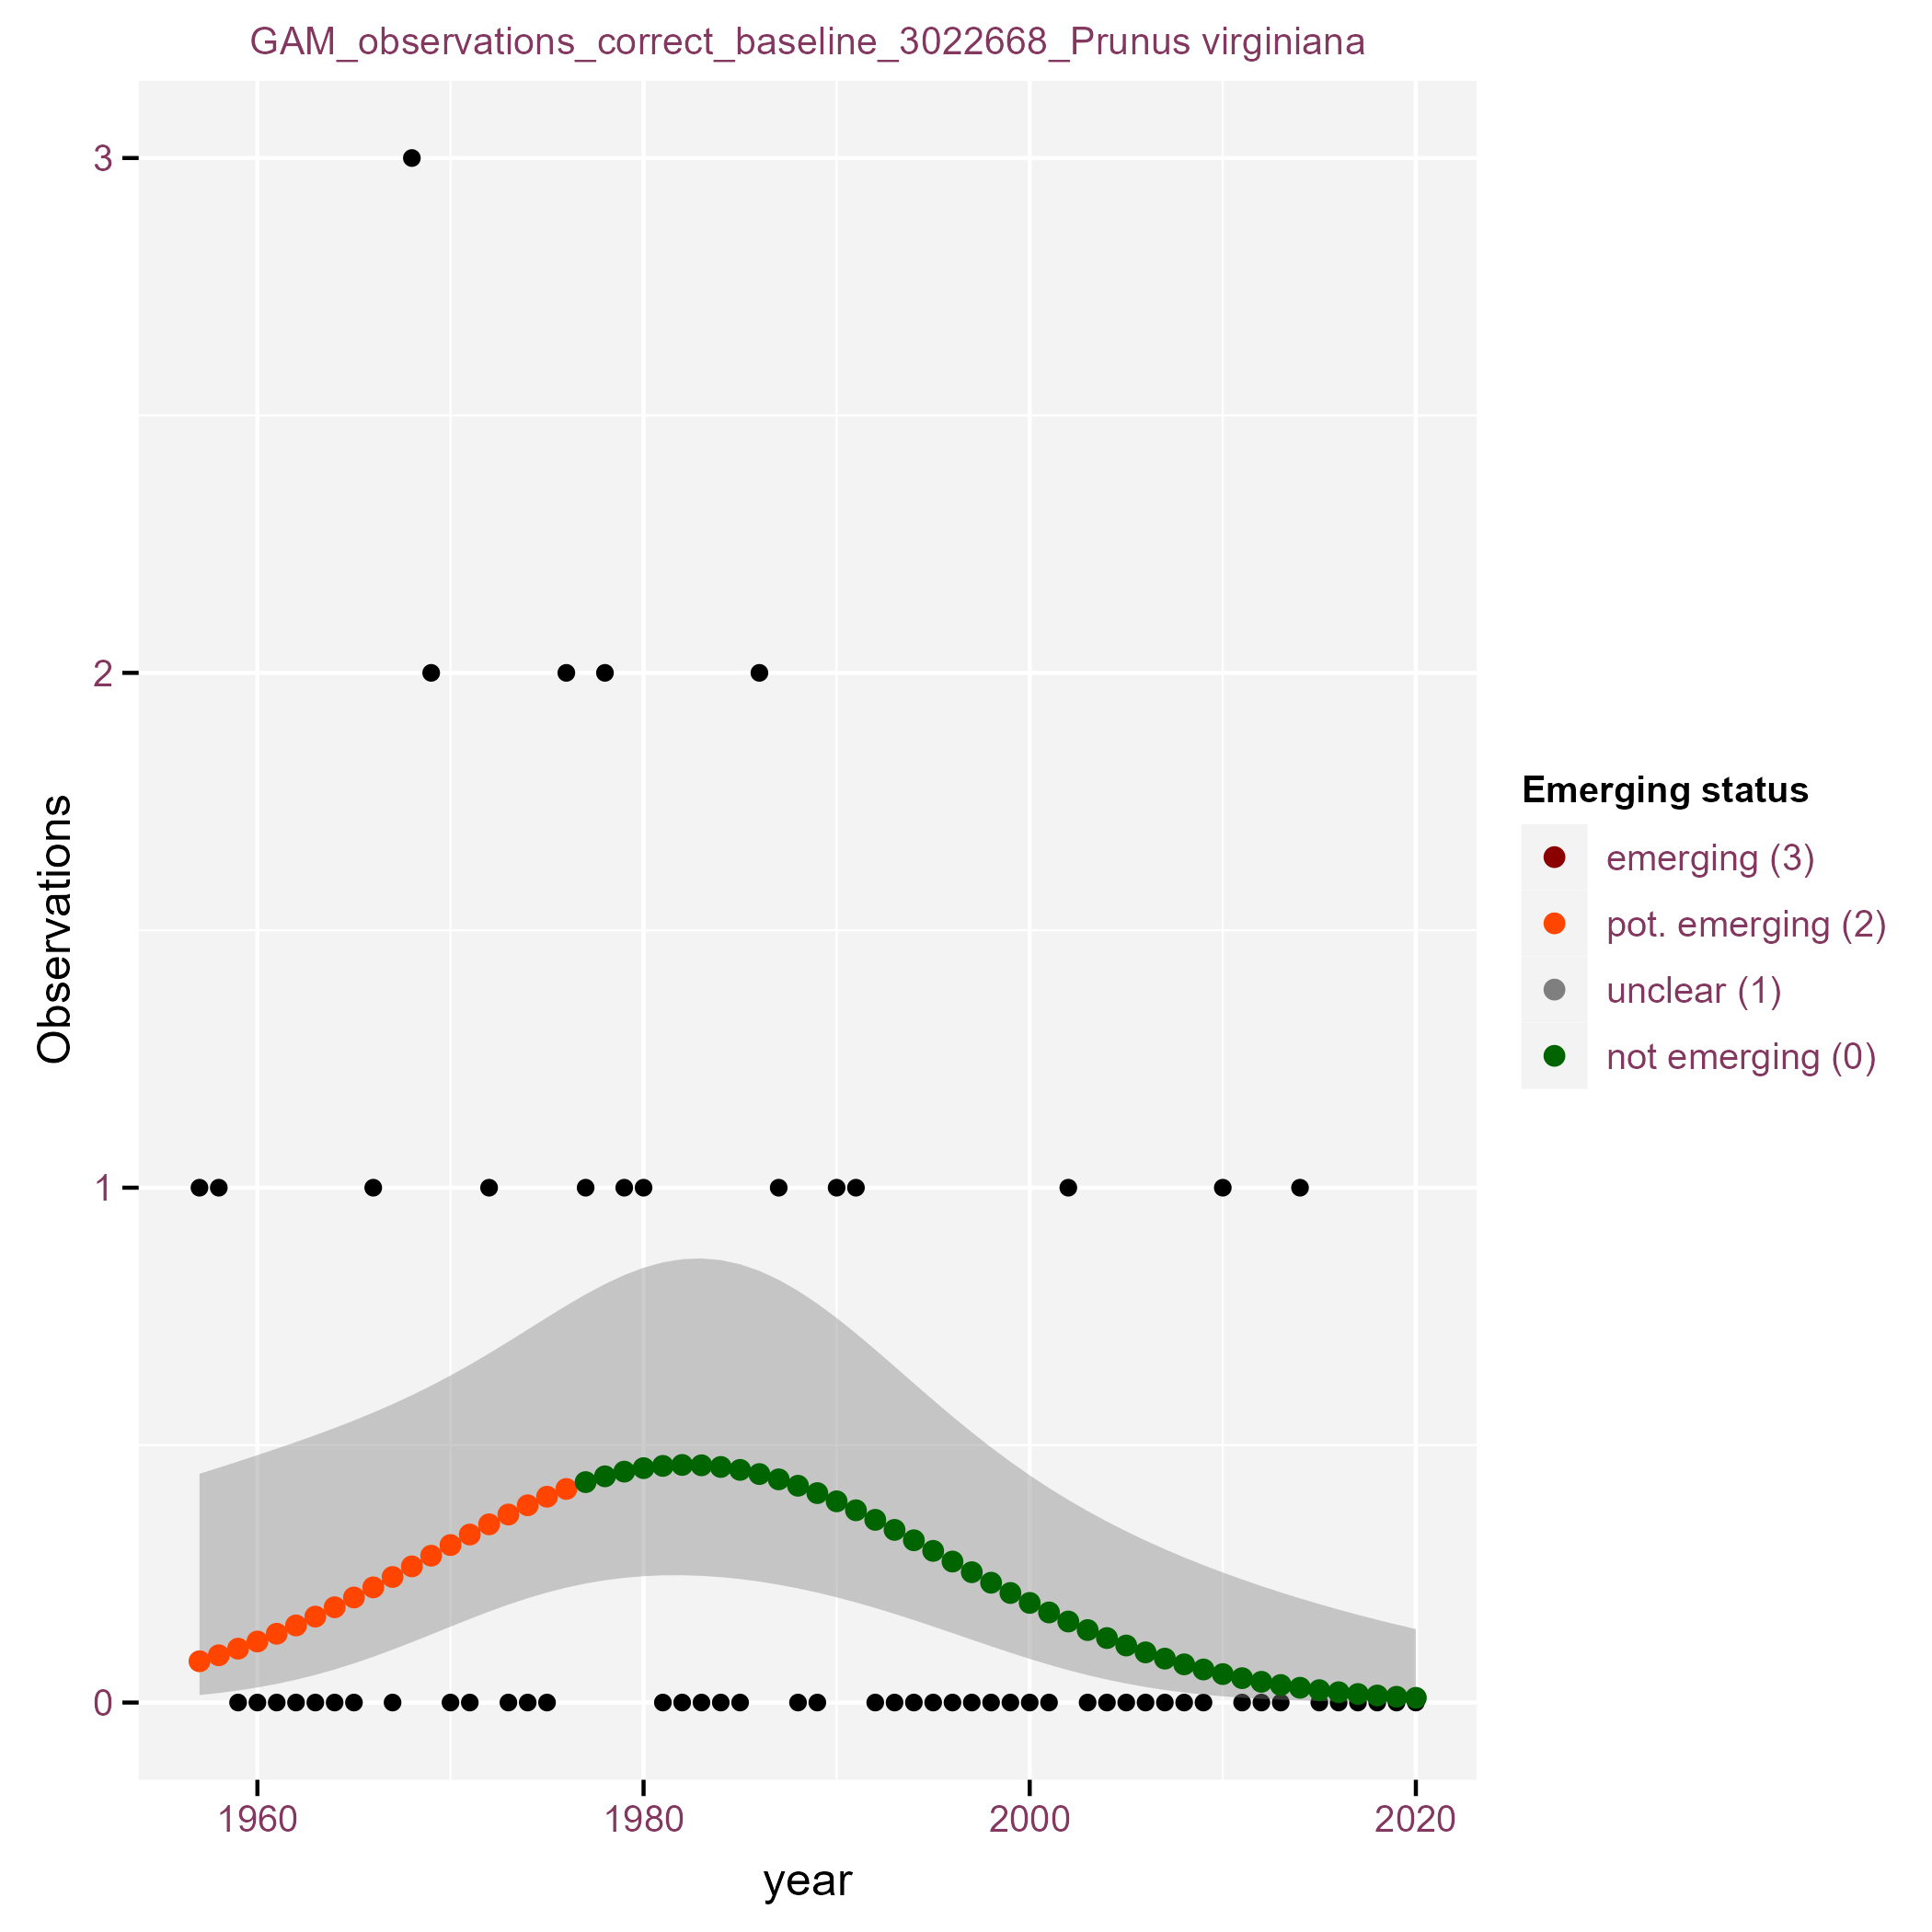 GAM_observations_correct_baseline_3022668_Prunus virginiana
3
2
1
0
Observations
1960
1980
2000
2020
year
Emerging status
emerging (3)
pot. emerging (2)
unclear (1)
not emerging (0)